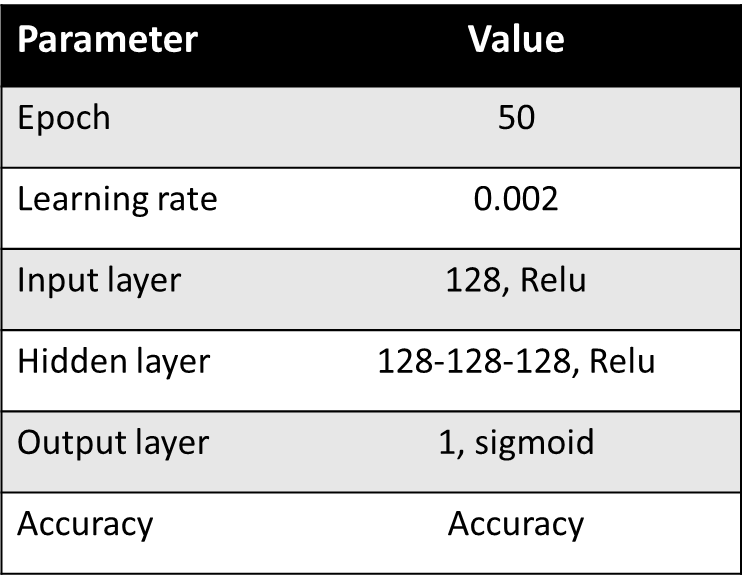 Parameter Value
Epoch 50
Learning rate 0.002
Input layer 128, Relu
Hidden layer 128-128-128, Relu
Output layer 1, sigmoid
Accuracy Accuracy